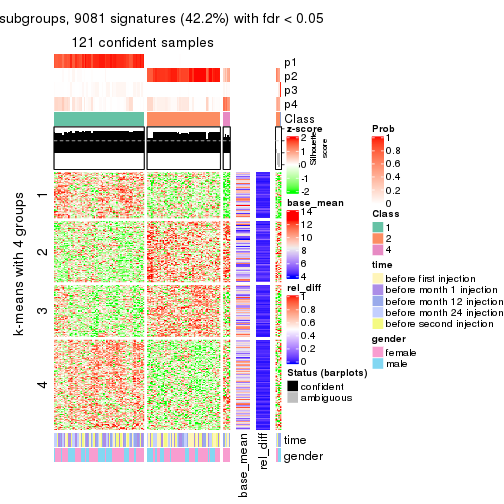 subgroups, 9081 signatures (42.2%) with fdr < 0.05
121 confident samples
p1
p2
p3
p4
Class
z-score
2
1
0
-1
-2
Silhouette
score
base_mean
14
12
10
8
6
4
rel_diff
1
0.8
0.6
0.4
0.2
0
Status (barplots)
confident
ambiguous
Prob
1
0.8
0.6
0.4
0.2
0
Class
1
2
4
time
before first injection
before month 1 injection
before month 12 injection
before month 24 injection
before second injection
gender
female
male
k-means with 4 groups
1
2
3
4
time
gender
base_mean
rel_diff